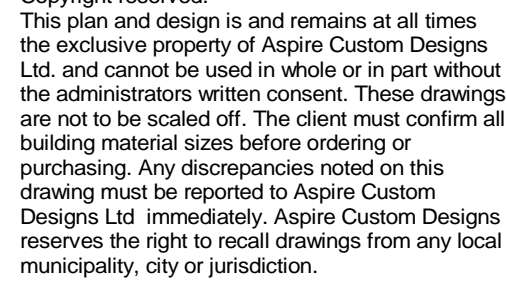 Copyright reserved.
This plan and design is and remains at all times
the exclusive property of Aspire Custom Designs
Ltd. and cannot be used in whole or in part without
the administrators written consent. These drawings
are not to be scaled off. The client must confirm all
building material sizes before ordering or
purchasing. Any discrepancies noted on this
drawing must be reported to Aspire Custom
Designs Ltd  immediately. Aspire Custom Designs
reserves the right to recall drawings from any local
municipality, city or jurisdiction.